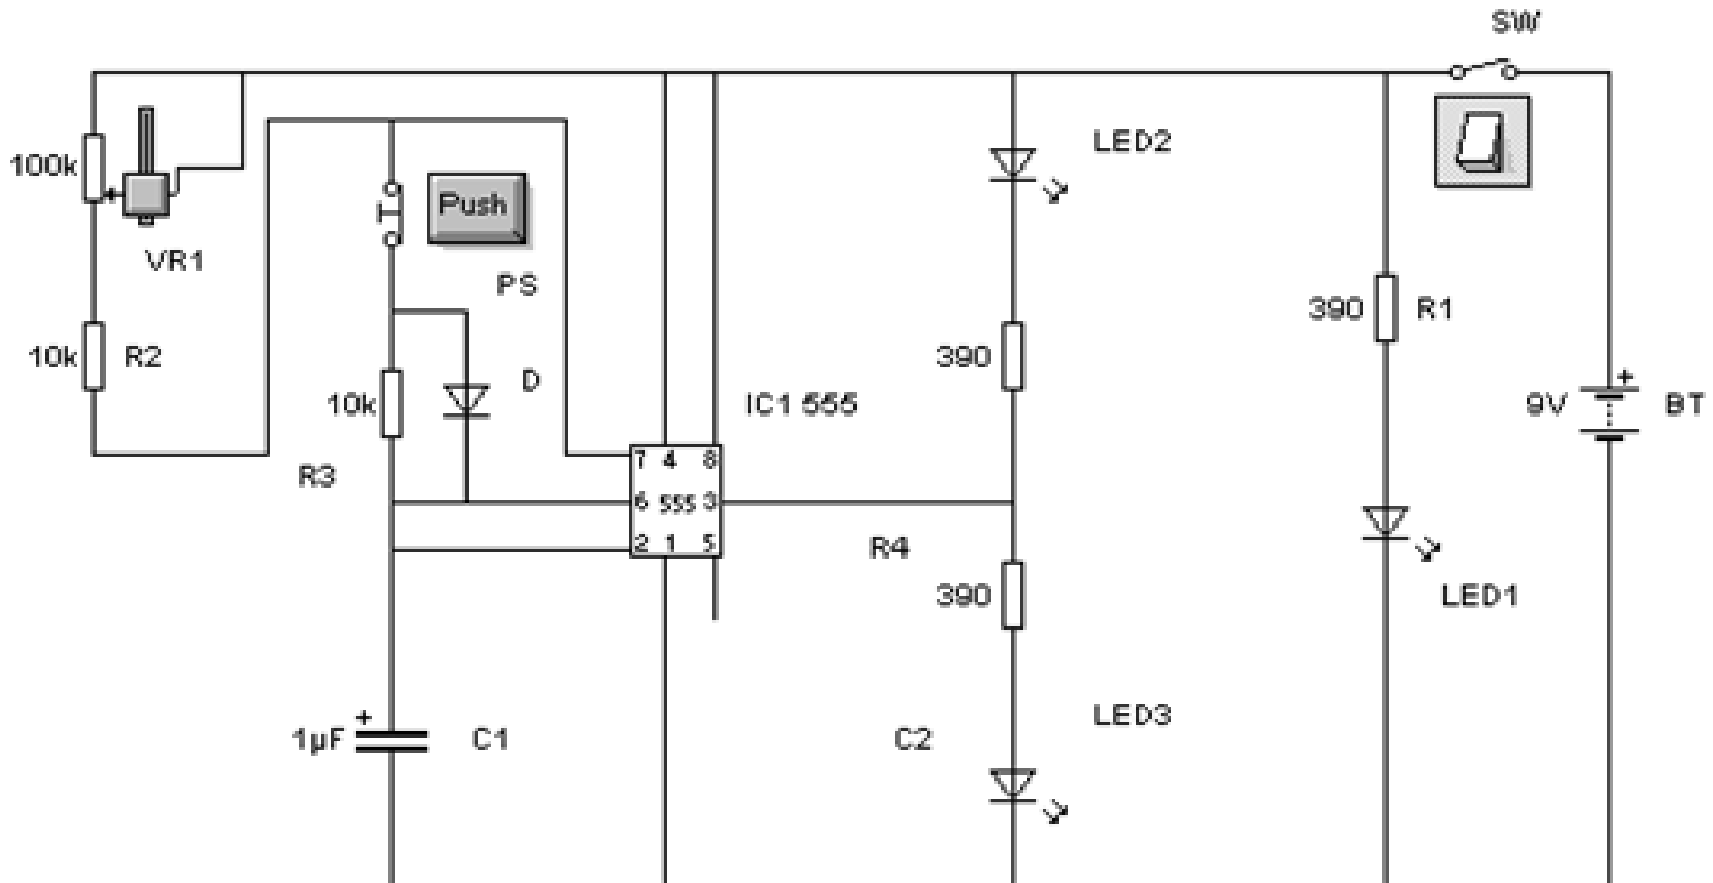 SW
LED2
100k
Push
VR1
PS
390
R1
10k
R2
390
D
10k
IC1 555
9V
+
BT
R3
7 4 8
6 555 3
2 1 5
R4
390
LED1
LED3
+
1µF
C1
C2